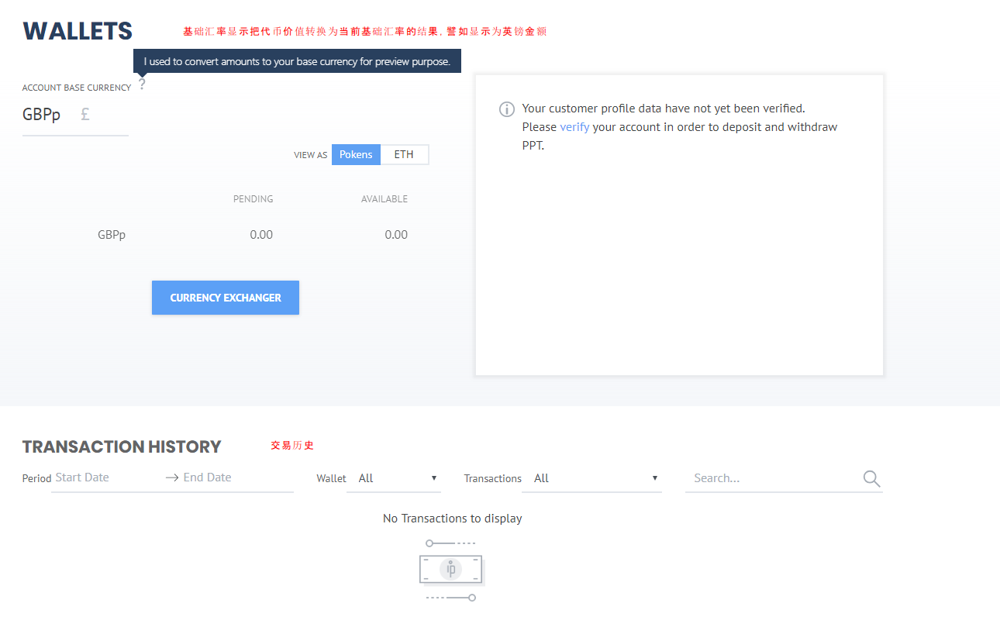 WALLETS
基础汇率显示把代币价值转换为当前基础汇率的结果, 譬如显示为英镑金额
I used to convert amounts to your base currency for preview purpose.
ACCOUNT BASE CURRENCY ?
GBPp £
VIEW AS Pokens ETH
PENDING AVAILABLE
GBPp 0.00 0.00
CURRENCY EXCHANGER
Your customer profile data have not yet been verified.
Please verify your account in order to deposit and withdraw
PPT.
TRANSACTION HISTORY
交易历史
Period Start Date → End Date Wallet All Transactions All Search...
No Transactions to display
ip